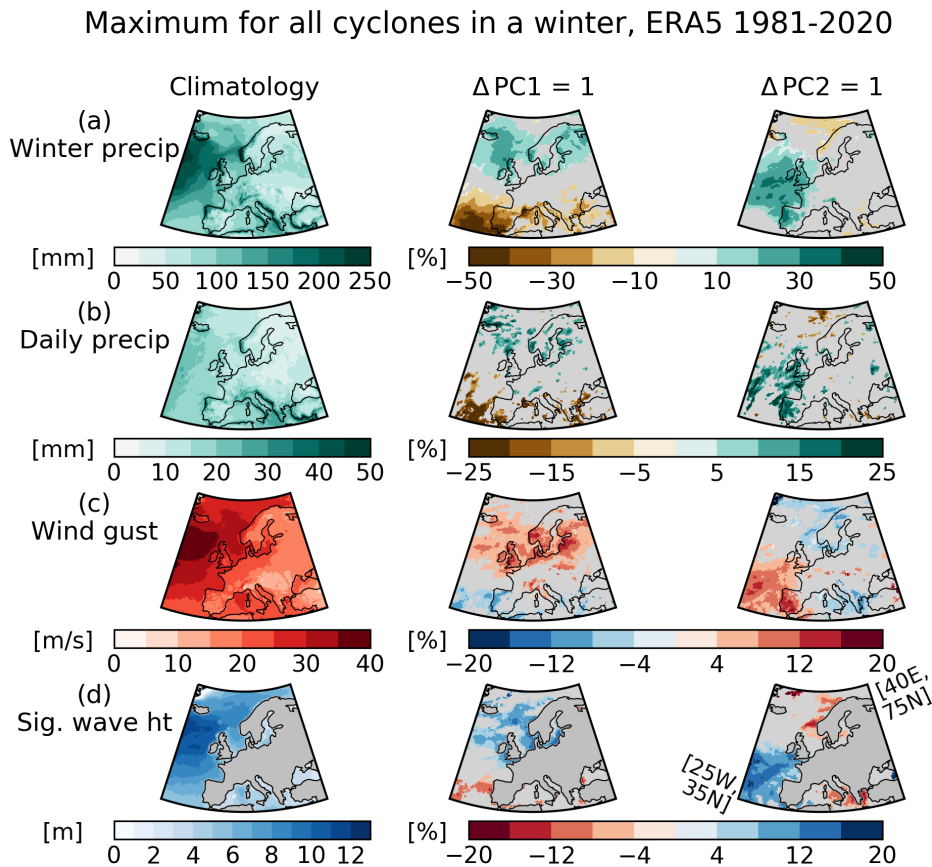 Maximum for all cyclones in a winter, ERA5 1981-2020
Climatology
Δ PC1 = 1
Δ PC2 = 1
(a)
Winter precip
[mm]
0 50 100 150 200 250
[%]
−50 −30 −10 10 30 50
(b)
Daily precip
[mm]
0 10 20 30 40 50
[%]
−25 −15 −5 5 15 25
(c)
Wind gust
[m/s]
0 10 20 30 40
[%]
−20 −12 −4 4 12 20
(d)
Sig. wave ht
[40E,
75N]
[25W,
35N]
[m]
0 2 4 6 8 10 12
[%]
−20 −12 −4 4 12 20